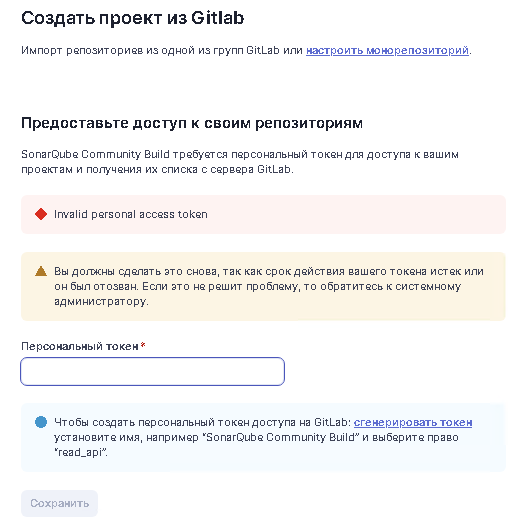 Создать проект из Gitlab
Импорт репозиториев из одной из групп GitLab или настроить монорепозиторий.
Предоставьте доступ к своим репозиториям
SonarQube Community Build требуется персональный токен для доступа к вашим
проектам и получения их списка с сервера GitLab.
Invalid personal access token
Вы должны сделать это снова, так как срок действия вашего токена истек или
он был отозван. Если это не решит проблему, то обратитесь к системному
администратору.
Персональный токен *
Чтобы создать персональный токен доступа на GitLab: сгенерировать токен
установите имя, например “SonarQube Community Build” и выберите право
“read_api”.
Сохранить